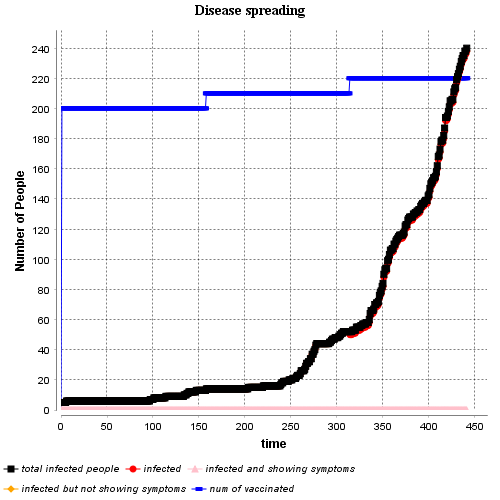 Disease spreading
Number of People
240
220
200
180
160
140
120
100
80
60
40
20
0
0 50 100 150 200 250 300 350 400 450
time
total infected people infected infected and showing symptoms
infected but not showing symptoms num of vaccinated